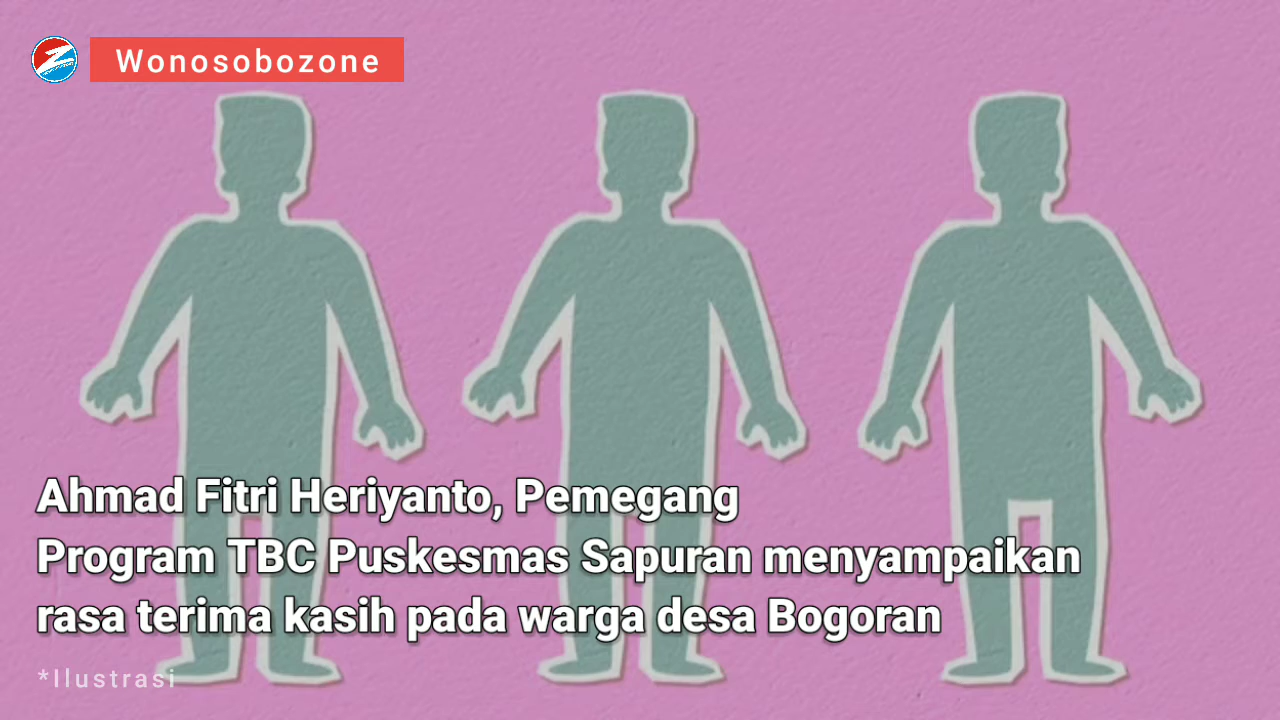 Wonosobozone
Ahmad Fitri Heriyanto, Pemegang
Program TBC Puskesmas Sapuran menyampaikan
rasa terima kasih pada warga desa Bogoran
*Ilustrasi